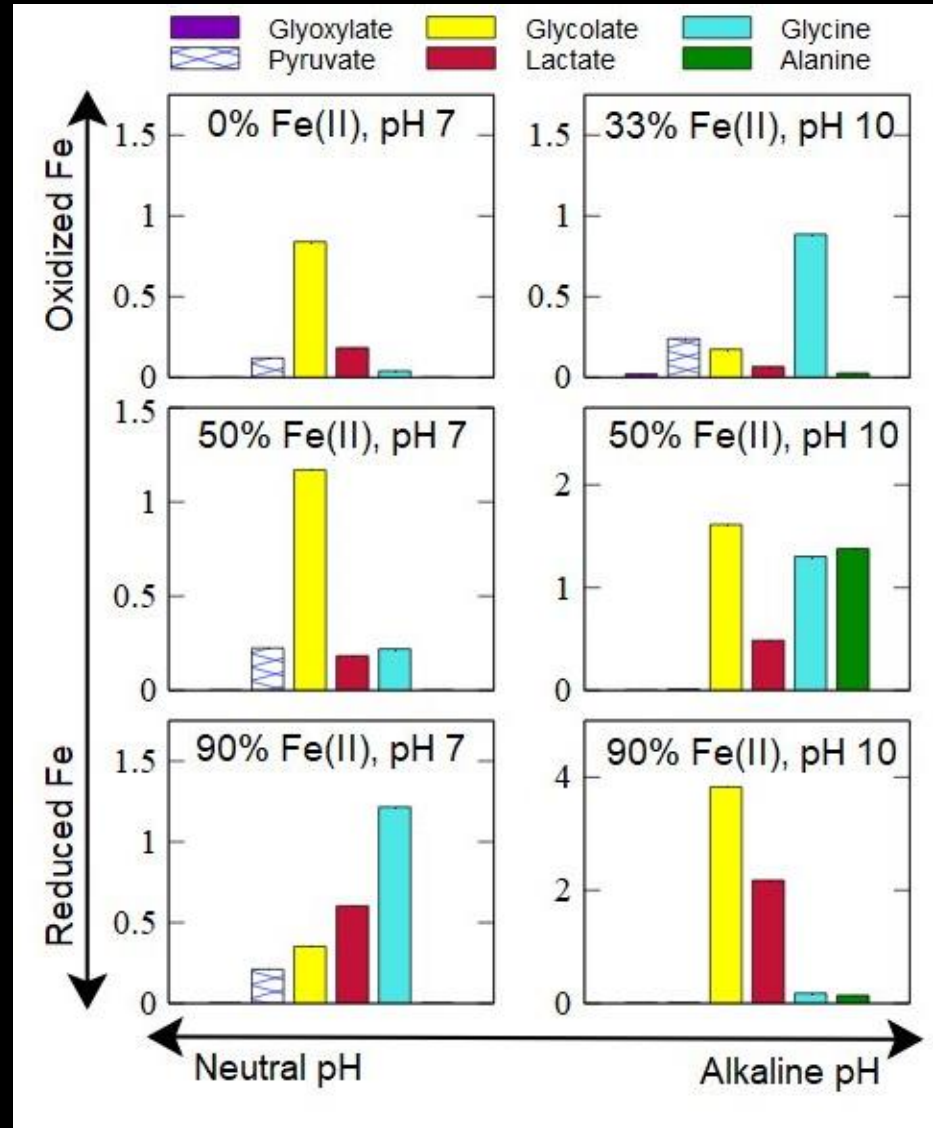 Glyoxylate Glycolate Glycine
Pyruvate Lactate Alanine
Oxidized Fe
Reduced Fe
0% Fe(II), pH 7
1.5
1
0.5
0
33% Fe(II), pH 10
1.5
1
0.5
0
50% Fe(II), pH 7
1.5
1
0.5
0
50% Fe(II), pH 10
2
1
0
90% Fe(II), pH 7
1.5
1
0.5
0
90% Fe(II), pH 10
4
2
0
Neutral pH Alkaline pH